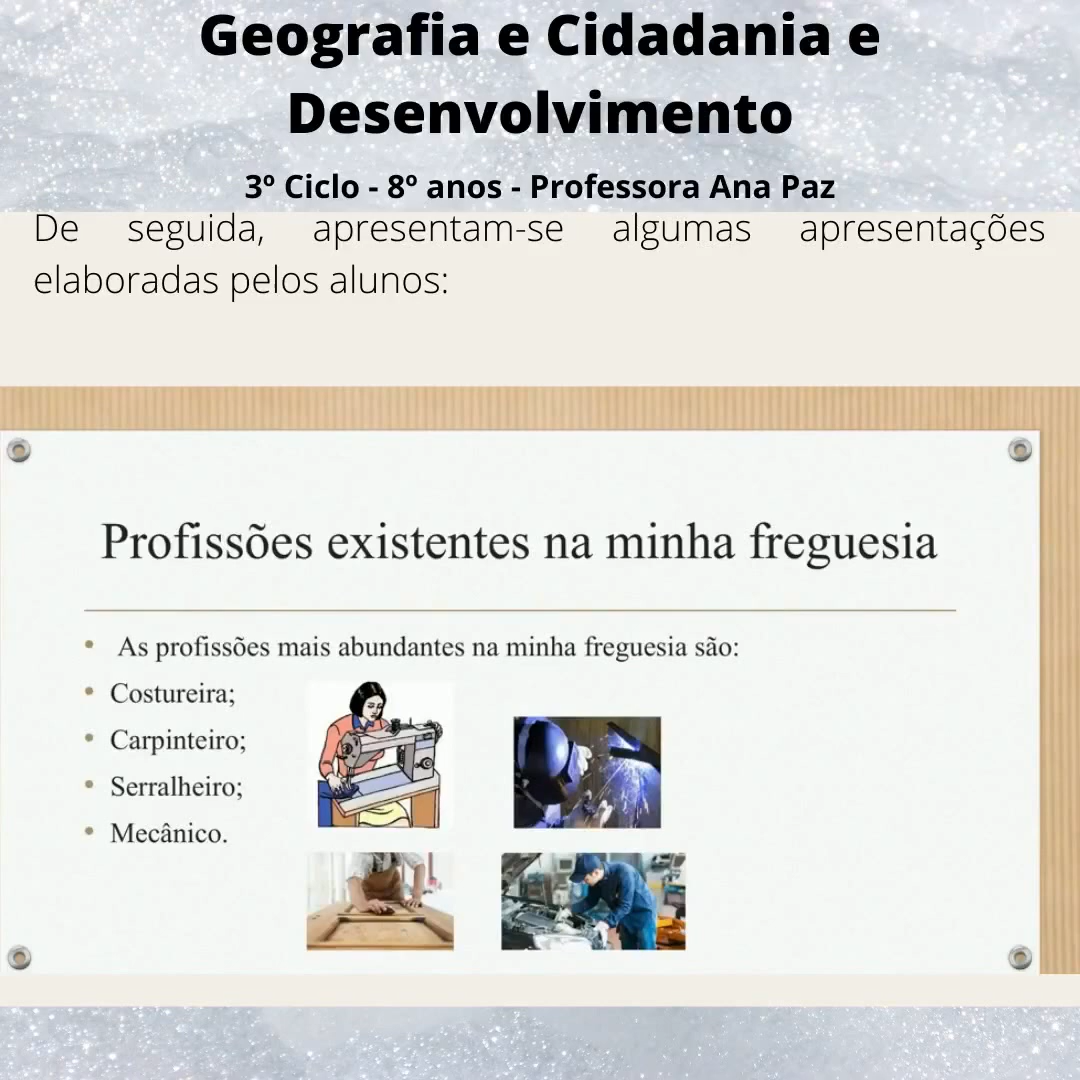 Geografia e Cidadania e
Desenvolvimento
3º Ciclo - 8º anos - Professora Ana Paz
De seguida, apresentam-se algumas apresentações
elaboradas pelos alunos:
Profissões existentes na minha freguesia
• As profissões mais abundantes na minha freguesia são:
• Costureira;
• Carpinteiro;
• Serralheiro;
• Mecânico.